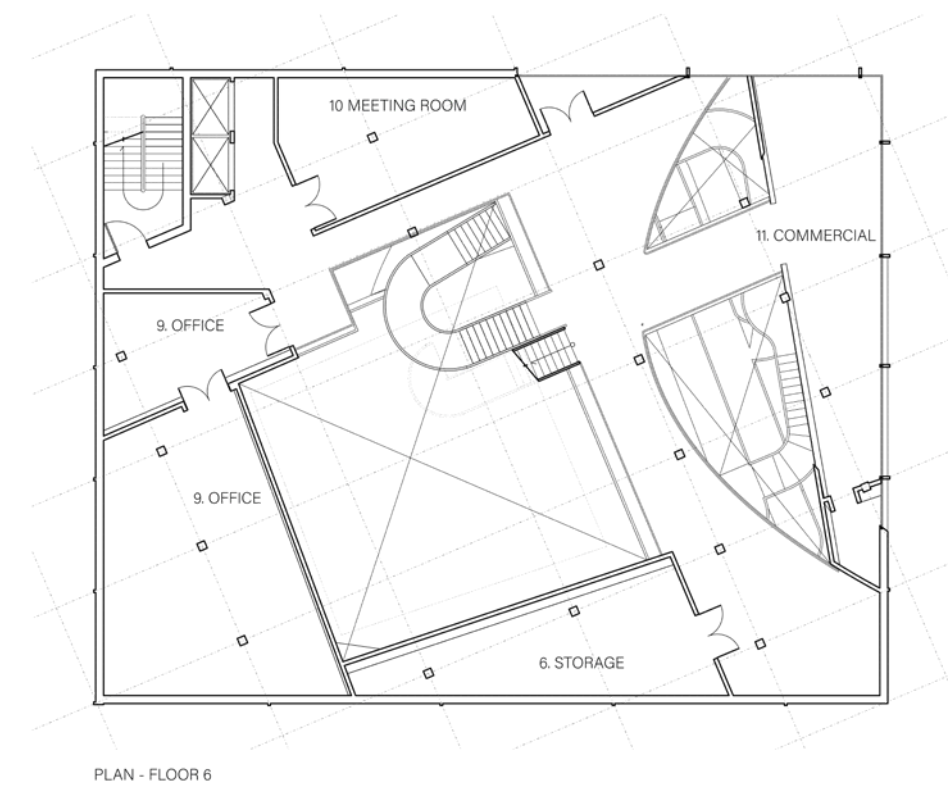 10 MEETING ROOM
11. COMMERCIAL
9. OFFICE
9. OFFICE
6. STORAGE
PLAN - FLOOR 6